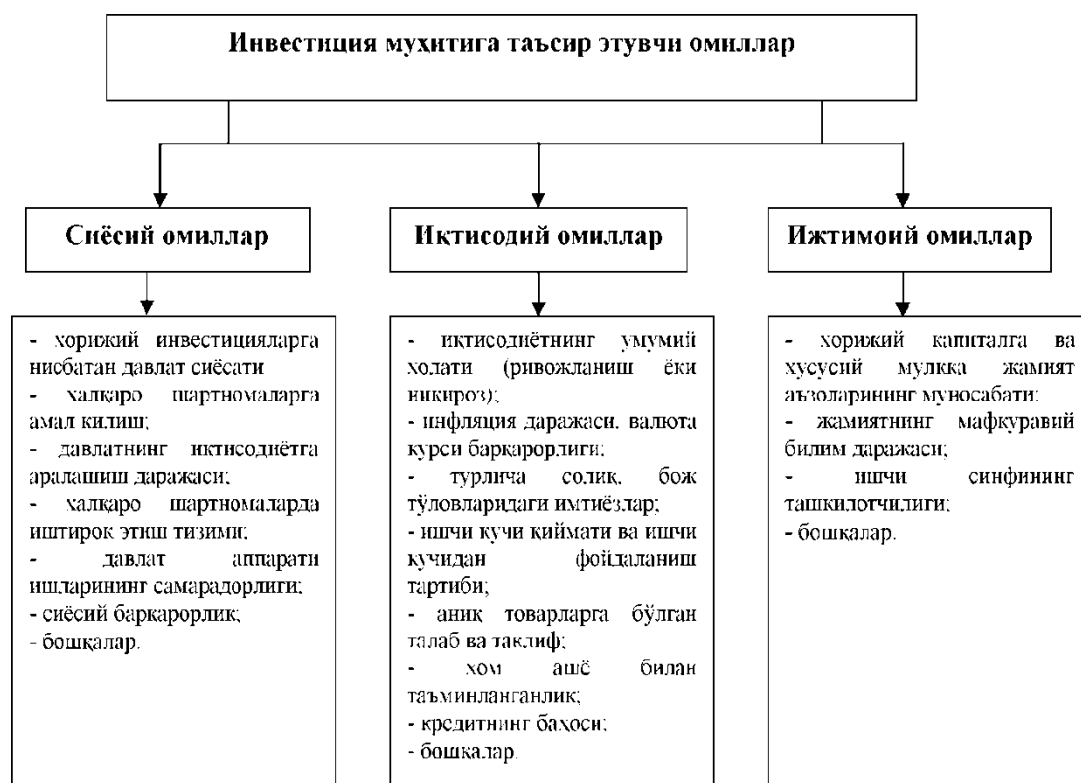 Инвестиция муҳитига таъсир этувчи омиллар
Сиёсий омиллар
- хорижий инвестицияларга
нисбатан давлат сиёсати
- халқаро шартномаларга
амал қилиш;
- давлатнинг иқтисодиётга
аралашиш даражаси;
- халқаро шартномаларда
иштирок этиш тизими;
- давлат аппарати
ишларининг самарадорлиги;
- сиёсий барқарорлик;
- бошқалар.
Иқтисодий омиллар
- иқтисодиётнинг умумий
ҳолати (ривожланиш ёки
инқироз);
- инфляция даражаси, валюта
курси барқарорлиги;
- турлича солиқ, бож
тўловларидаги имтиёзлар;
- ишчи кучи қиймати ва ишчи
кучидан фойдаланиш
тартиби;
- аниқ товарларга бўлган
талаб ва таклиф;
- хом ашё билан
таъминланганлик;
- кредитнинг баҳоси;
- бошқалар.
Ижтимоий омиллар
- хорижий капиталга ва
хусусий мулкка жамият
аъзоларининг муносабати;
- жамиятнинг мафкуравий
билим даражаси;
- ишчи синфининг
ташкилотчилиги;
- бошқалар.